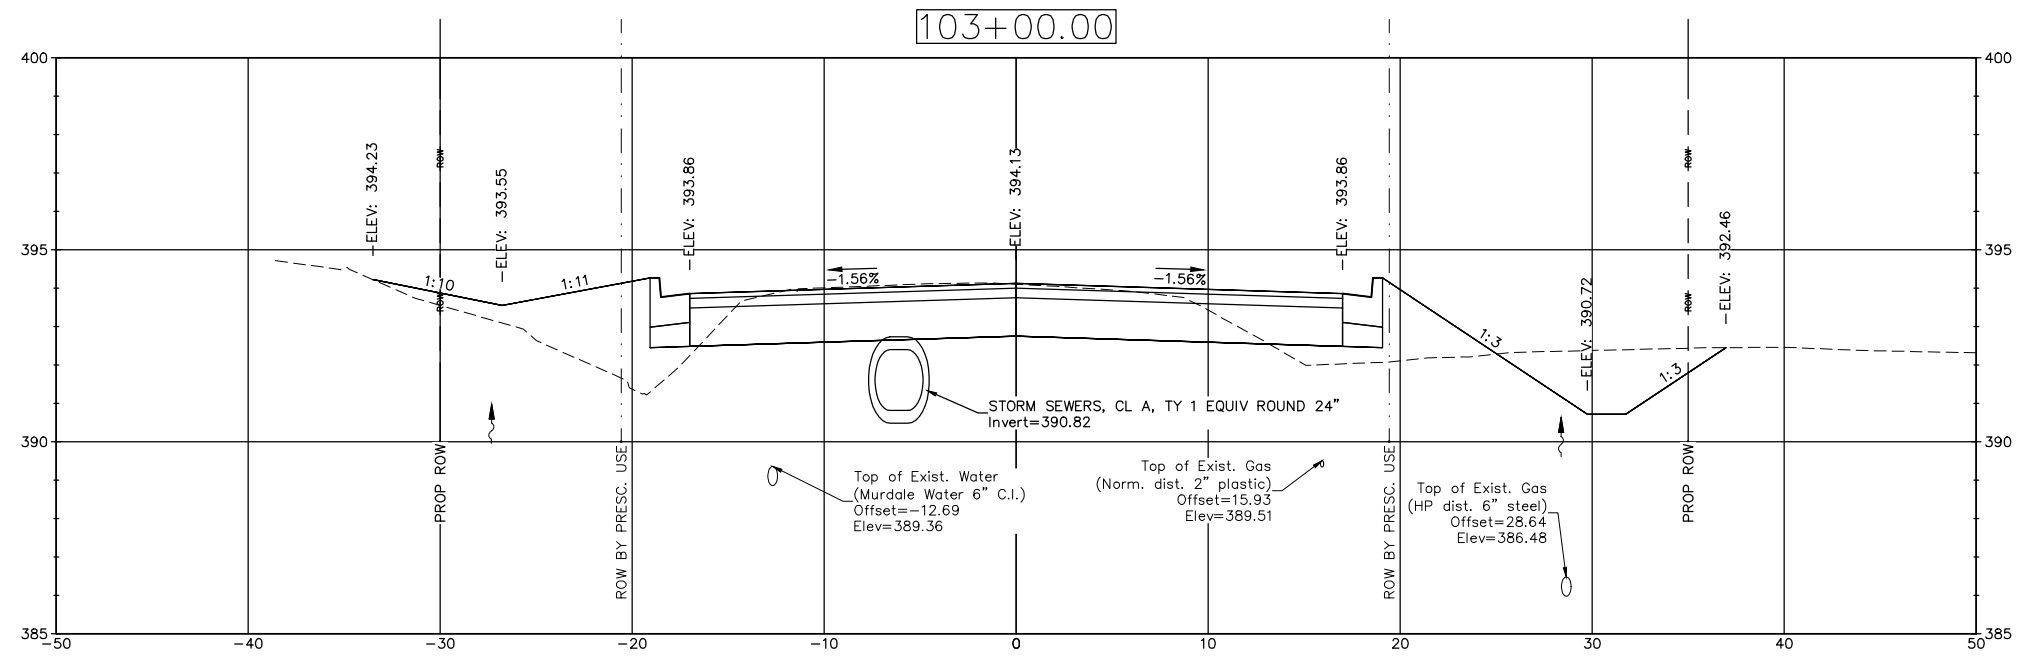 103+00.00
400
400
ROW
ROW
ELEV: 394.23
ELEV: 393.55
ELEV: 393.86
ELEV: 394.13
ELEV: 393.86
ELEV: 392.46
395
395
1:10
1:11
-1.56%
-1.56%
ROW
ROW
ELEV: 390.72
1:3
1:3
STORM SEWERS, CL A, TY 1 EQUIV ROUND 24"
Invert=390.82
390
390
PROP ROW
ROW BY PRESC. USE
ROW BY PRESC. USE
PROP ROW
Top of Exist. Water
(Murdale Water 6" C.I.)
Offset=-12.69
Elev=389.36
Top of Exist. Gas
(Norm. dist. 2" plastic)
Offset=15.93
Elev=389.51
Top of Exist. Gas
(HP dist. 6" steel)
Offset=28.64
Elev=386.48
385
385
-50
-40
-30
-20
-10
0
10
20
30
40
50